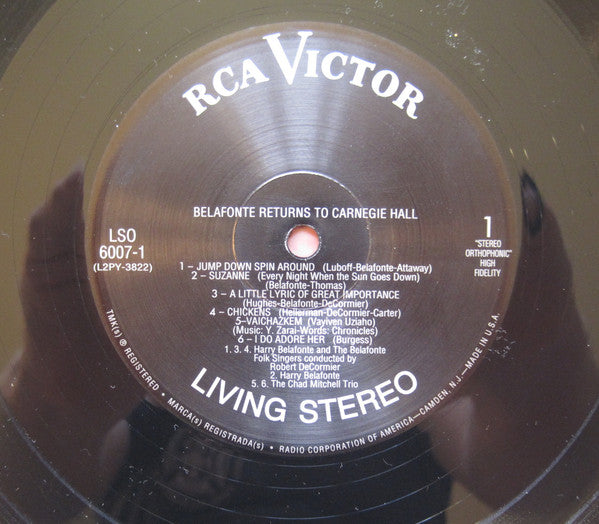 RCA VICTOR
BELAFONTE RETURNS TO CARNEGIE HALL
LSO
6007-1
(L2PY-3822)
1
"STEREO
ORTHOPHONIC"
HIGH
FIDELITY
1 – JUMP DOWN SPIN AROUND (Luboff-Belafonte-Attaway)
2 – SUZANNE (Every Night When the Sun Goes Down)
(Belafonte-Thomas)
3 – A LITTLE LYRIC OF GREAT IMPORTANCE
(Hughes-Belafonte-DeCormier)
4 – CHICKENS (Hellerman-DeCormier-Carter)
5–VAICHAZKEM (Vayiven Uziaho)
(Music: Y. Zarai-Words: Chronicles)
6 – I DO ADORE HER (Burgess)
1. 3. 4. Harry Belafonte and The Belafonte
Folk Singers conducted by
Robert DeCormier
2. Harry Belafonte
5. 6. The Chad Mitchell Trio
LIVING STEREO
TMK(s) ® REGISTERED • MARCA(s) REGISTRADA(s) • RADIO CORPORATION OF AMERICA—CAMDEN, N.J.—MADE IN U.S.A.